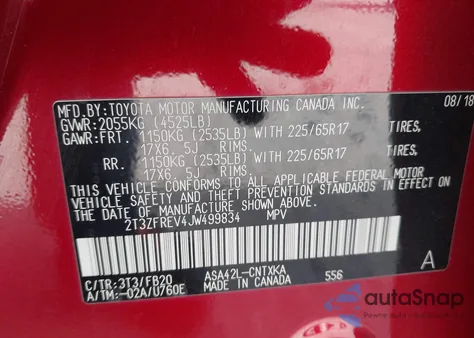 MFD.BY:TOYOTA MOTOR MANUFACTURING CANADA INC. 08/18
GVWR:2055KG (4525LB)
GAWR:FRT. 1150KG (2535LB) WITH 225/65R17 TIRES,
17X6.5J RIMS.
RR. 1150KG (2535LB) WITH 225/65R17 TIRES,
17X6.5J RIMS.
THIS VEHICLE CONFORMS TO ALL APPLICABLE FEDERAL MOTOR
VEHICLE SAFETY AND THEFT PREVENTION STANDARDS IN EFFECT
ON THE DATE OF MANUFACTURE SHOWN ABOVE.
2T3ZFREV4JW499834 MPV
C/TR:3T3/FB20 ASA42L-CNTXKA A
A/TM:-02A/U760E MADE IN CANADA 556
autoSnap